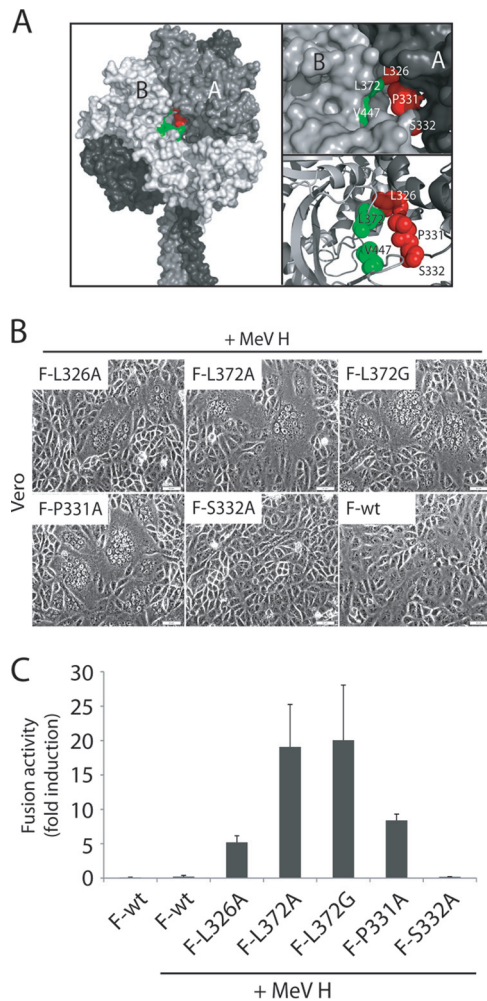 A
B
A
B
A
L326
L372
P331
V447
S332
L326
L372
P331
V447
S332
B
+ MeV H
F-L326A
F-L372A
F-L372G
Vero
F-P331A
F-S332A
F-wt
C
Fusion activity
(fold induction)
30
25
20
15
10
5
0
F-wt
F-wt
F-L326A
F-L372A
F-L372G
F-P331A
F-S332A
+ MeV H